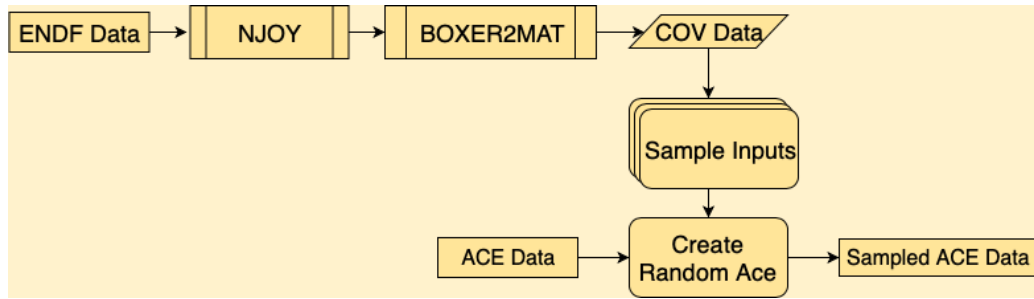 ENDF Data
NJOY
BOXER2MAT
COV Data
Sample Inputs
ACE Data
Create
Random Ace
Sampled ACE Data